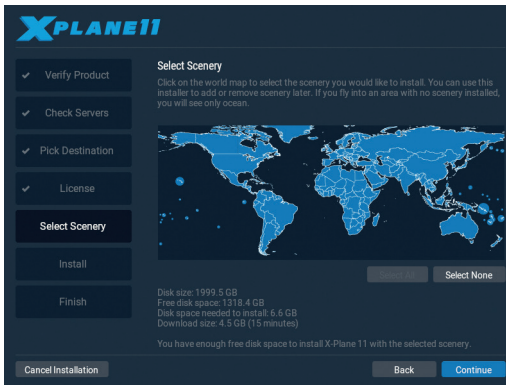 XPLANE 11
Verify Product
Check Servers
Pick Destination
License
Select Scenery
Install
Finish
Select Scenery
Click on the world map to select the scenery you would like to install. You can use this
installer to add or remove scenery later. If you fly into an area with no scenery installed,
you will see only ocean.
Select All
Select None
Disk size: 1999.5 GB
Free disk space: 1318.4 GB
Disk space needed to install: 6.6 GB
Download size: 4.5 GB (15 minutes)
You have enough free disk space to install X-Plane 11 with the selected scenery.
Cancel Installation
Back
Continue